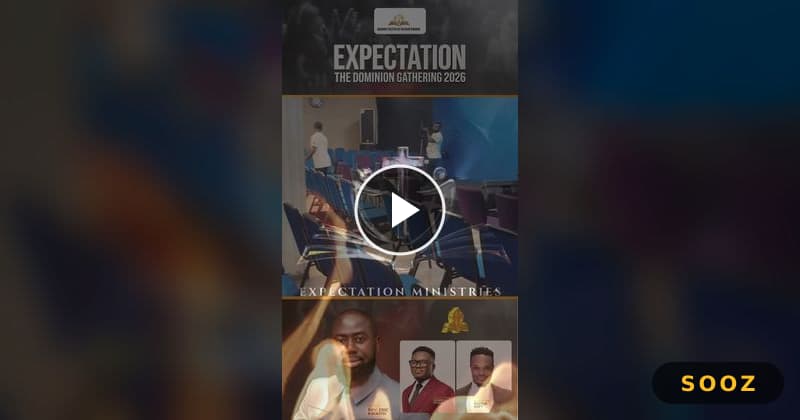 EXPECTATION
THE DOMINION GATHERING 2026
EXPECTATION MINISTRIES
SOOZ